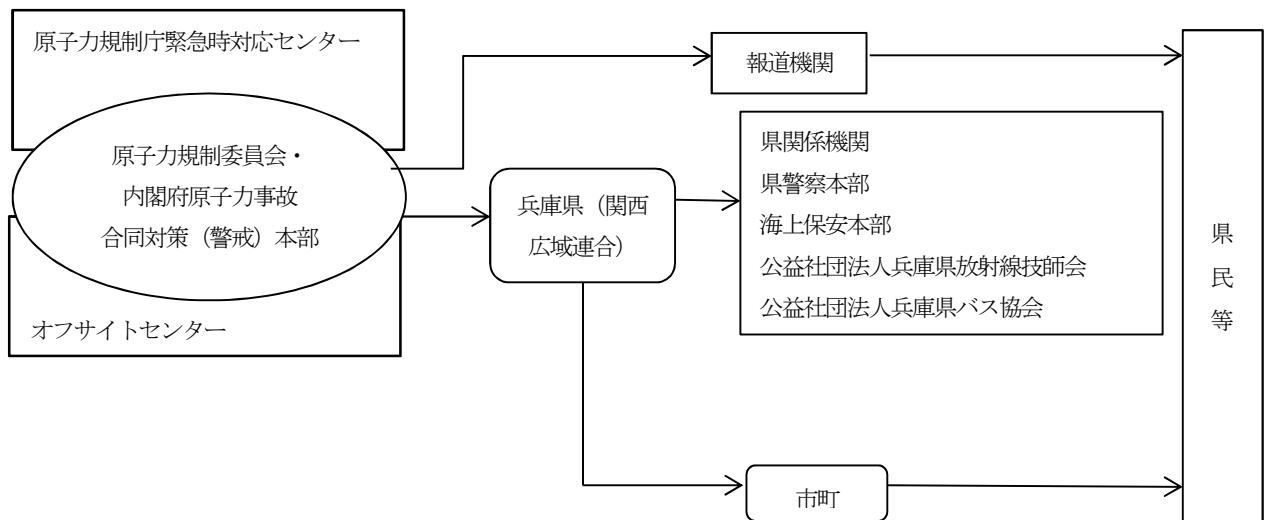 原子力規制庁緊急時対応センター
原子力規制委員会・
内閣府原子力事故
合同対策（警戒）本部
オフサイトセンター
兵庫県（関西
広域連合）
報道機関
県関係機関
県警察本部
海上保安本部
公益社団法人兵庫県放射線技師会
公益社団法人兵庫県バス協会
市町
県
民
等